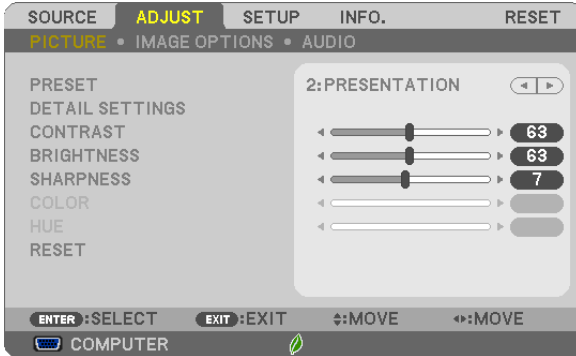 SOURCE ADJUST SETUP INFO. RESET
PICTURE • IMAGE OPTIONS • AUDIO
PRESET 2:PRESENTATION
DETAIL SETTINGS
CONTRAST 63
BRIGHTNESS 63
SHARPNESS 7
COLOR
HUE
RESET
ENTER :SELECT EXIT :EXIT :MOVE :MOVE
COMPUTER